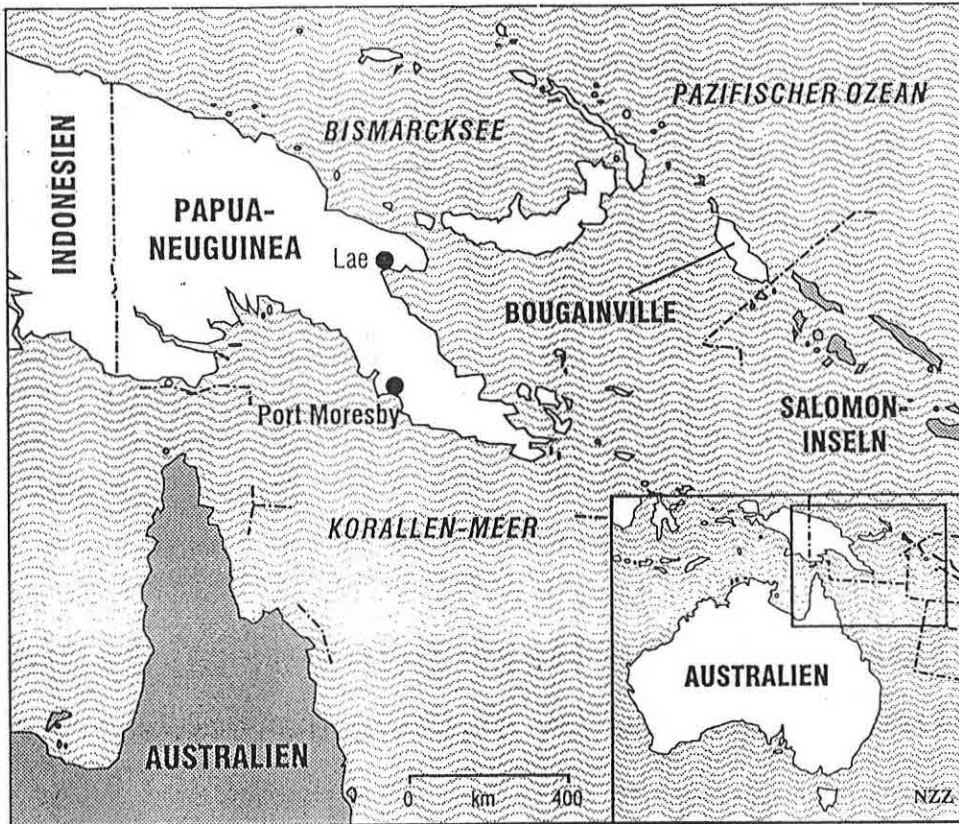 PAZIFISCHER OZEAN
BISMARCKSEE
INDONESIEN
PAPUA-
NEUGUINEA
Lae
BOUGAINVILLE
Port Moresby
SALOMON-
INSELN
KORALLEN-MEER
AUSTRALIEN
AUSTRALIEN
0 km 400
NZZ